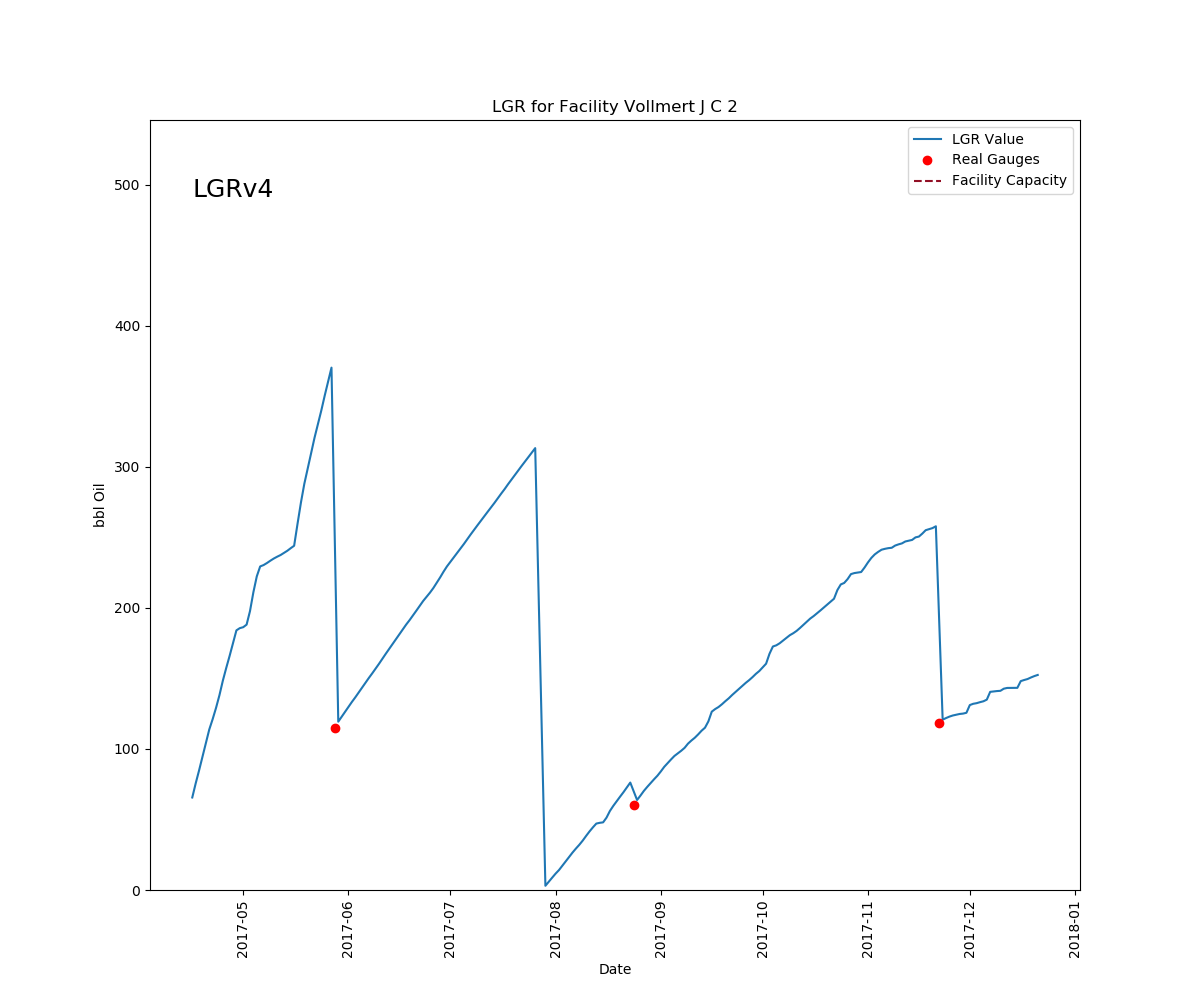 LGR for Facility Vollmert J C 2
LGRv4
LGR Value
Real Gauges
Facility Capacity
500
400
300
200
100
0
bbl Oil
2017-05
2017-06
2017-07
2017-08
2017-09
2017-10
2017-11
2017-12
2018-01
Date